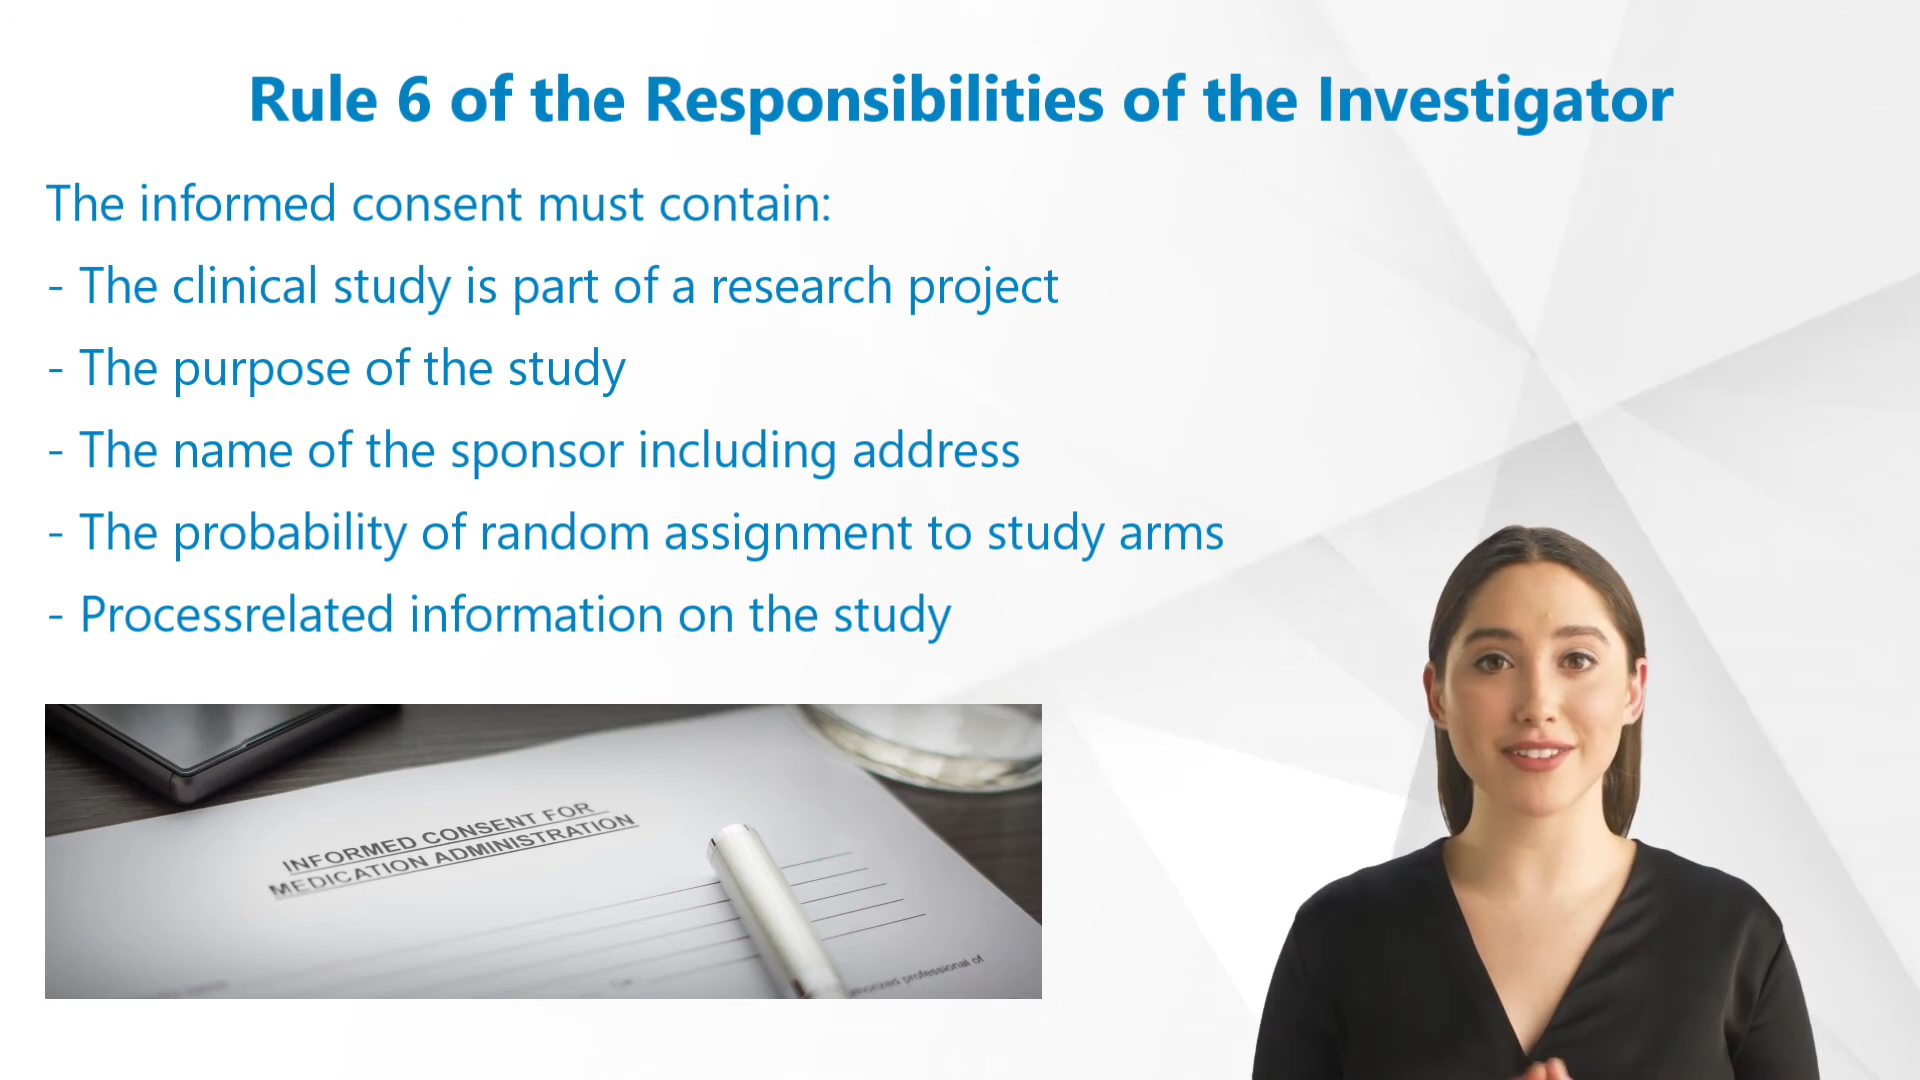 Rule 6 of the Responsibilities of the Investigator
The informed consent must contain:
- The clinical study is part of a research project
- The purpose of the study
- The name of the sponsor including address
- The probability of random assignment to study arms
- Processrelated information on the study
INFORMED CONSENT FOR
MEDICATION ADMINISTRATION
professional of